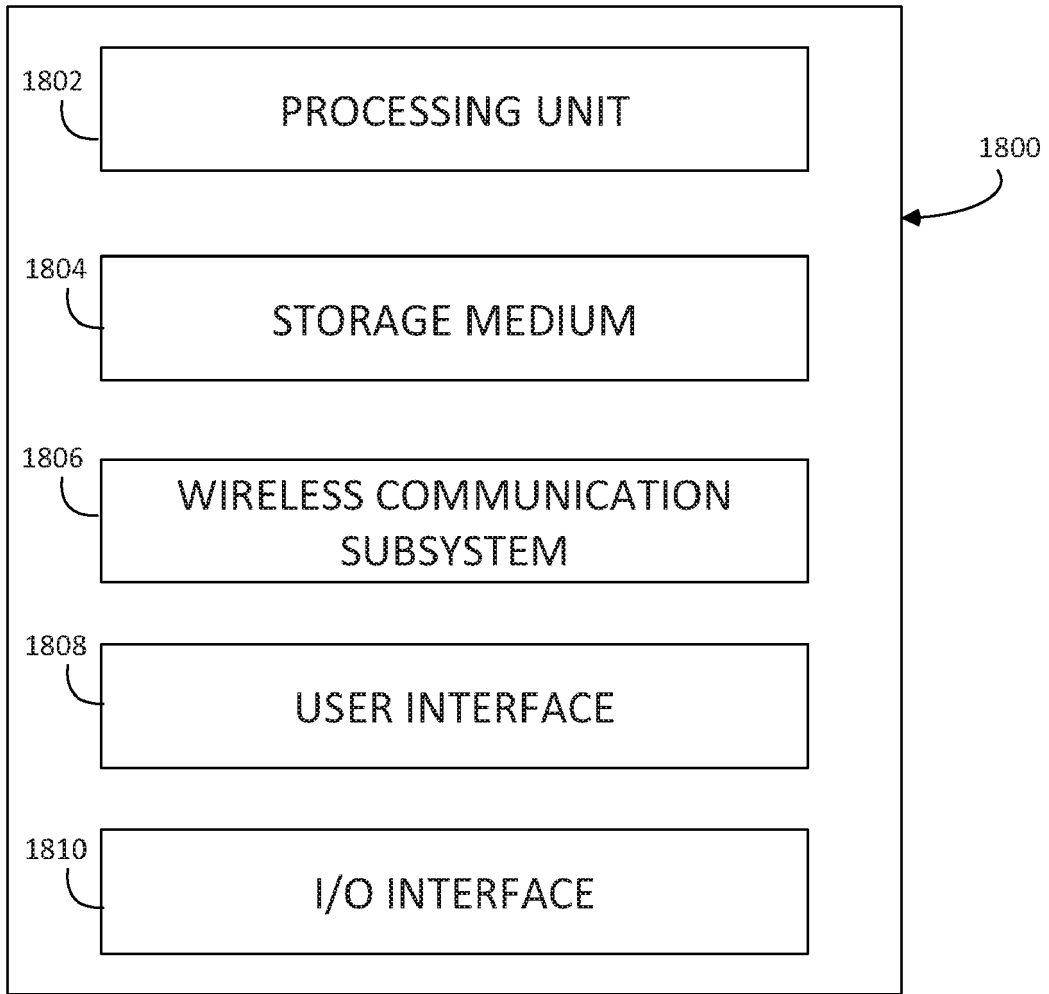 1802
PROCESSING UNIT
1800
1804
STORAGE MEDIUM
1806
WIRELESS COMMUNICATION
SUBSYSTEM
1808
USER INTERFACE
1810
I/O INTERFACE